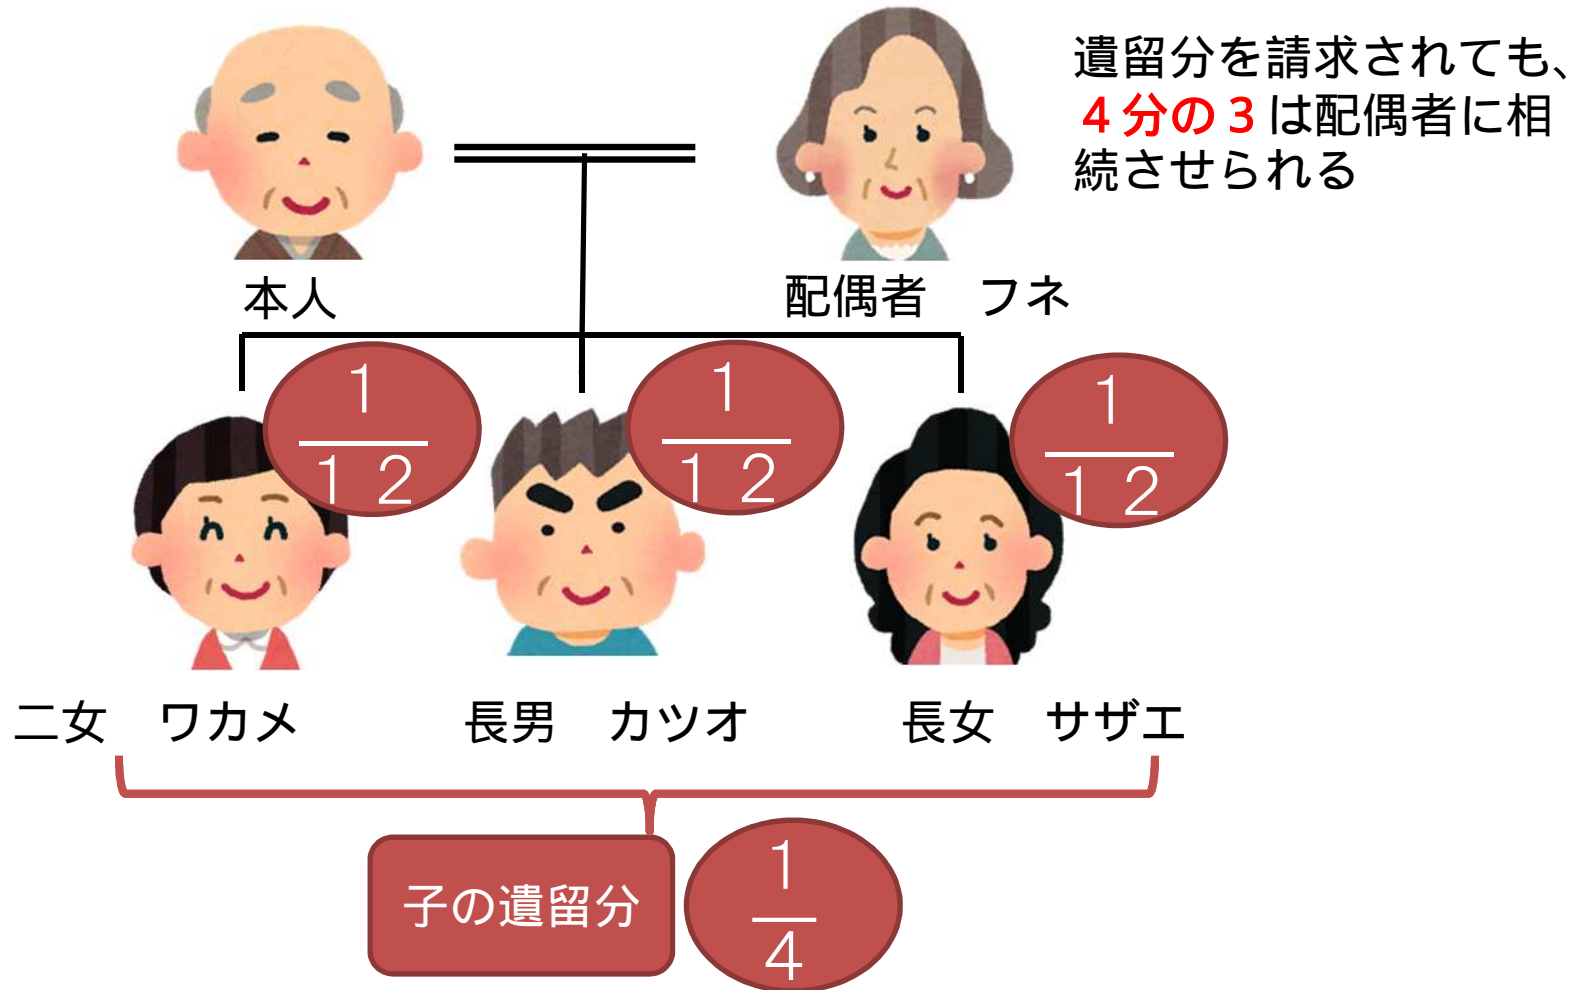 遺留分を請求されても、
４分の３は配偶者に相
続させられる
本人
配偶者　フネ
１
１２
１
１２
１
１２
二女　ワカメ
長男　カツオ
長女　サザエ
子の遺留分
１
４